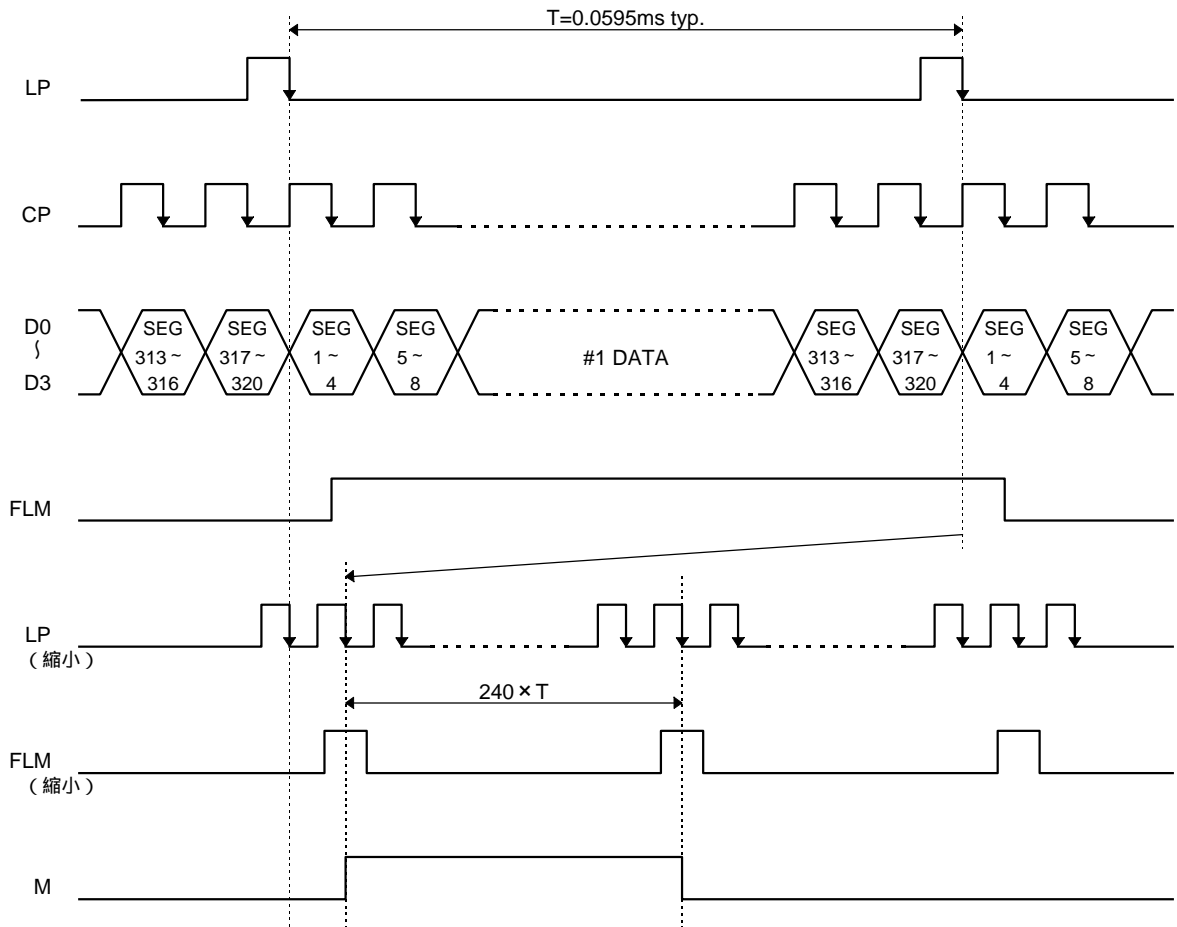 T=0.0595ms typ.
LP
CP
D0
~
D3
SEG
313~
316
SEG
317~
320
SEG
1~
4
SEG
5~
8
#1 DATA
SEG
313~
316
SEG
317~
320
SEG
1~
4
SEG
5~
8
FLM
LP
(縮小)
240×T
FLM
(縮小)
M